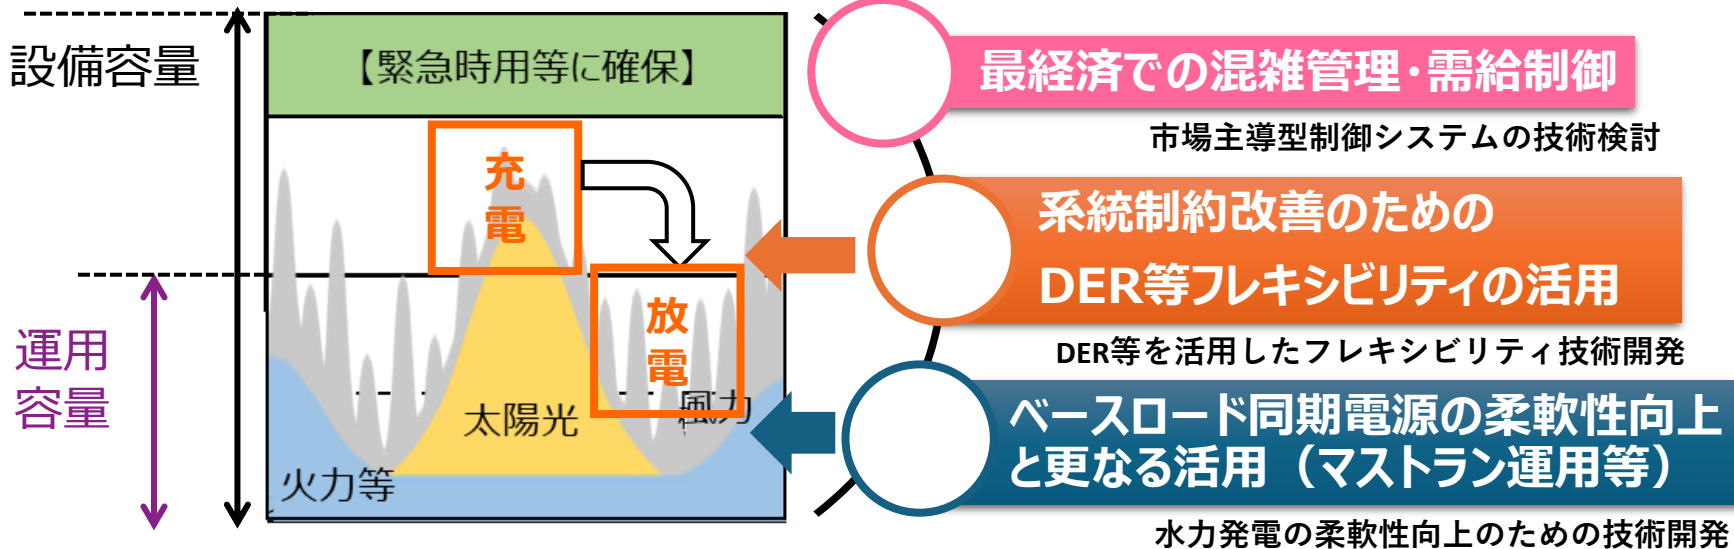 設備容量
【緊急時用等に確保】
充
電
放
電
運用
容量
太陽光
風力
火力等
最経済での混雑管理・需給制御
市場主導型制御システムの技術検討
系統制約改善のための
DER等フレキシビリティの活用
DER等を活用したフレキシビリティ技術開発
ベースロード同期電源の柔軟性向上
と更なる活用（マストラン運用等）
水力発電の柔軟性向上のための技術開発